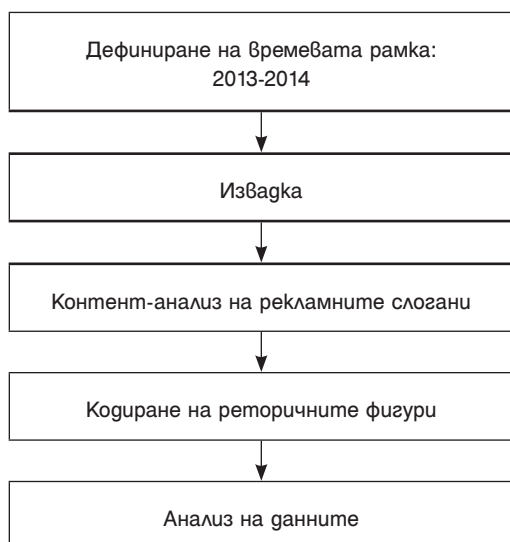 Дефиниране на времевата рамка:
2013-2014
Извадка
Контент-анализ на рекламните слогани
Кодиране на реторичните фигури
Анализ на данните